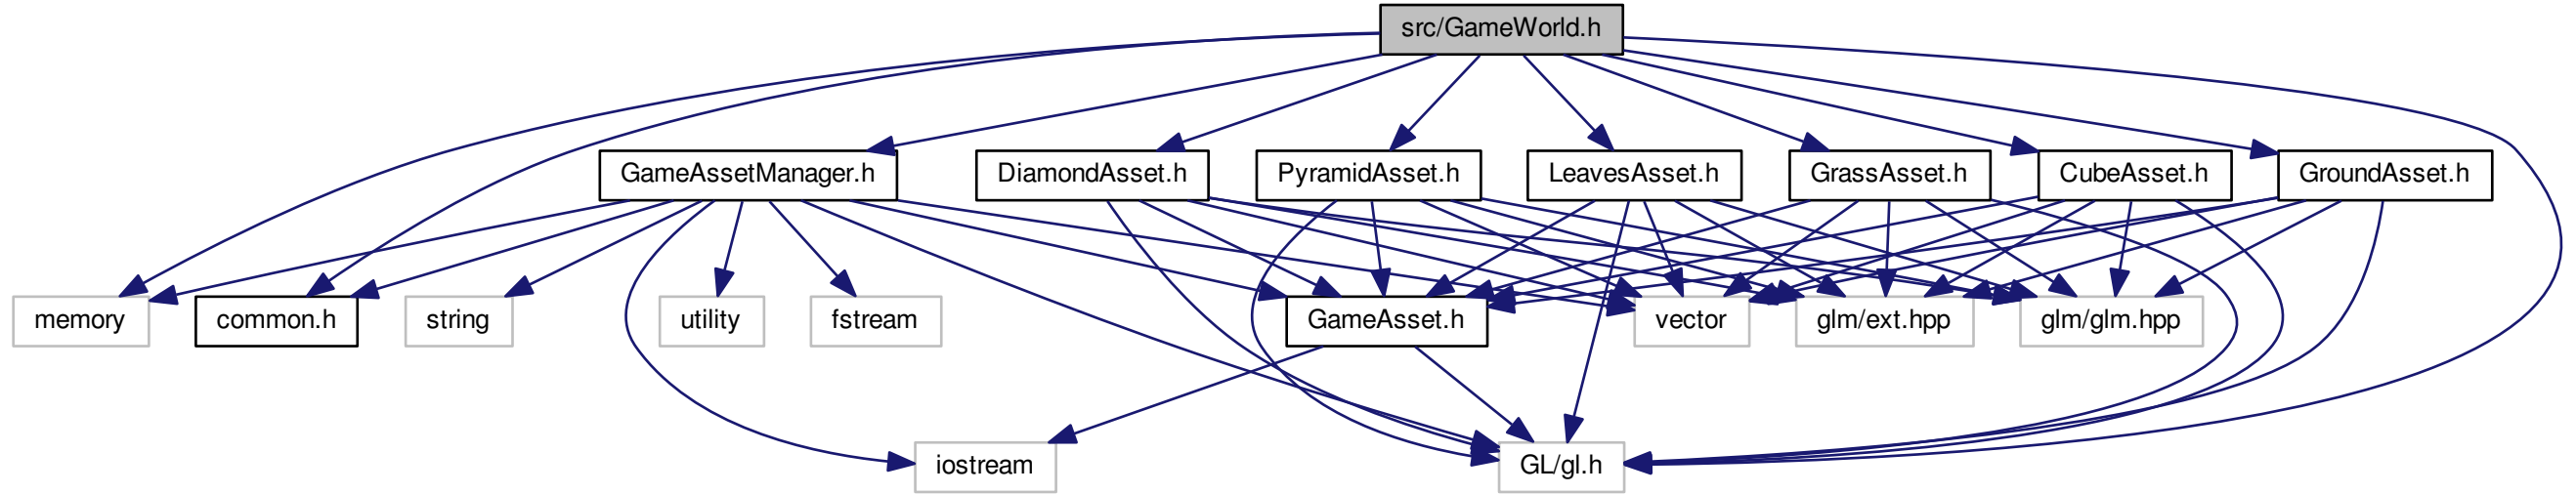 src/GameWorld.h
GameAssetManager.h
DiamondAsset.h
PyramidAsset.h
LeavesAsset.h
GrassAsset.h
CubeAsset.h
GroundAsset.h
memory
common.h
string
utility
fstream
GameAsset.h
vector
glm/ext.hpp
glm/glm.hpp
iostream
GL/gl.h